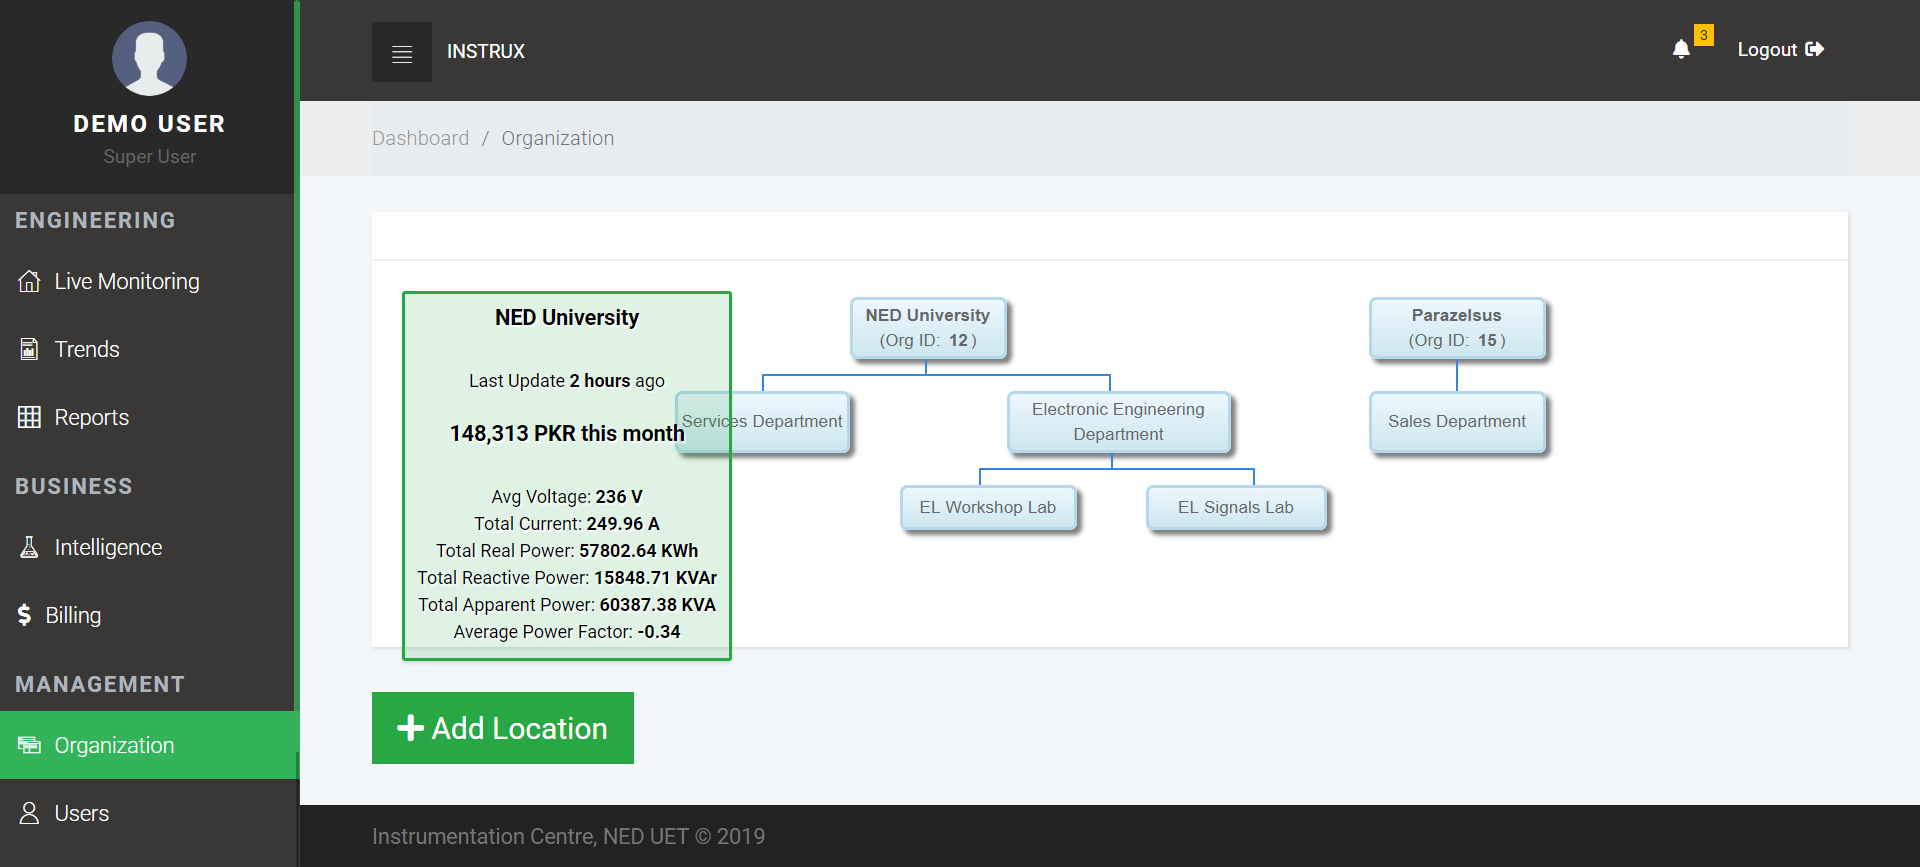 DEMO USER
Super User
ENGINEERING
Live Monitoring
Trends
Reports
BUSINESS
Intelligence
Billing
MANAGEMENT
Organization
Users
INSTRUX
3
Logout
Dashboard / Organization
NED University
Last Update 2 hours ago
148,313 PKR this month
Avg Voltage: 236 V
Total Current: 249.96 A
Total Real Power: 57802.64 KWh
Total Reactive Power: 15848.71 KVAr
Total Apparent Power: 60387.38 KVA
Average Power Factor: -0.34
NED University
(Org ID: 12 )
Services Department
Electronic Engineering
Department
EL Workshop Lab
EL Signals Lab
Parazelsus
(Org ID: 15 )
Sales Department
Add Location
Instrumentation Centre, NED UET © 2019